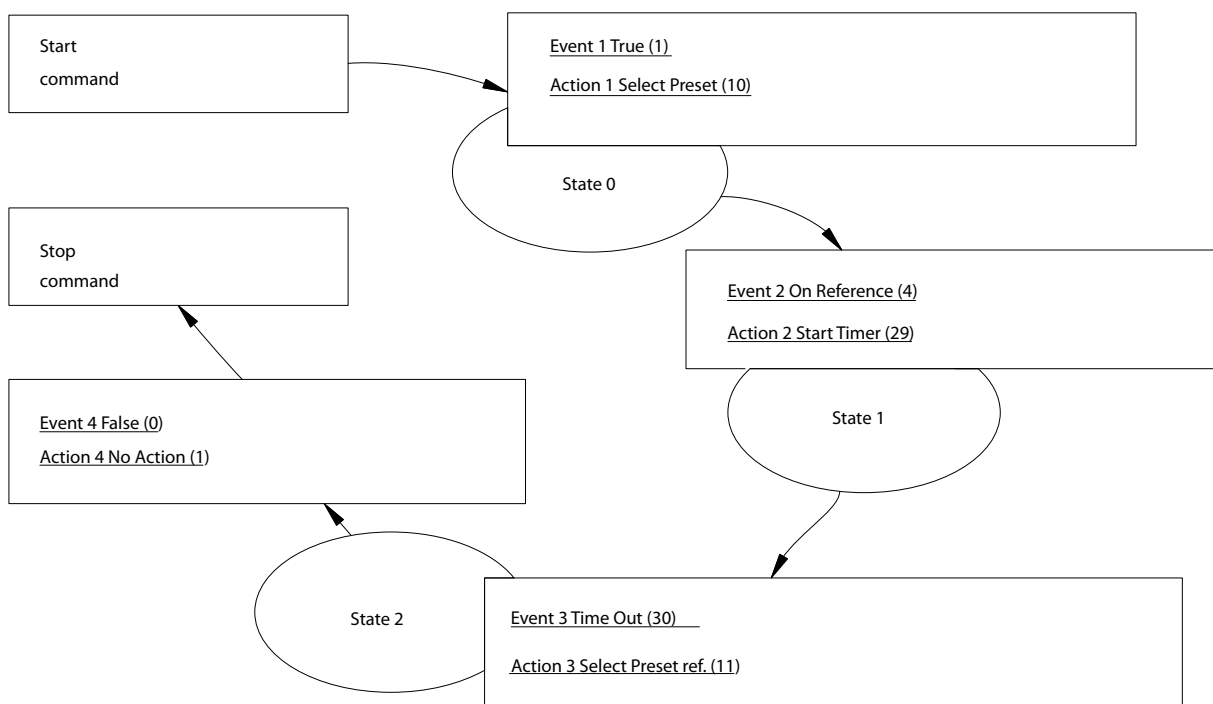 Start
command
Event 1 True (1)
Action 1 Select Preset (10)
State 0
Stop
command
Event 2 On Reference (4)
Action 2 Start Timer (29)
Event 4 False (0)
Action 4 No Action (1)
State 1
State 2
Event 3 Time Out (30)
Action 3 Select Preset ref. (11)